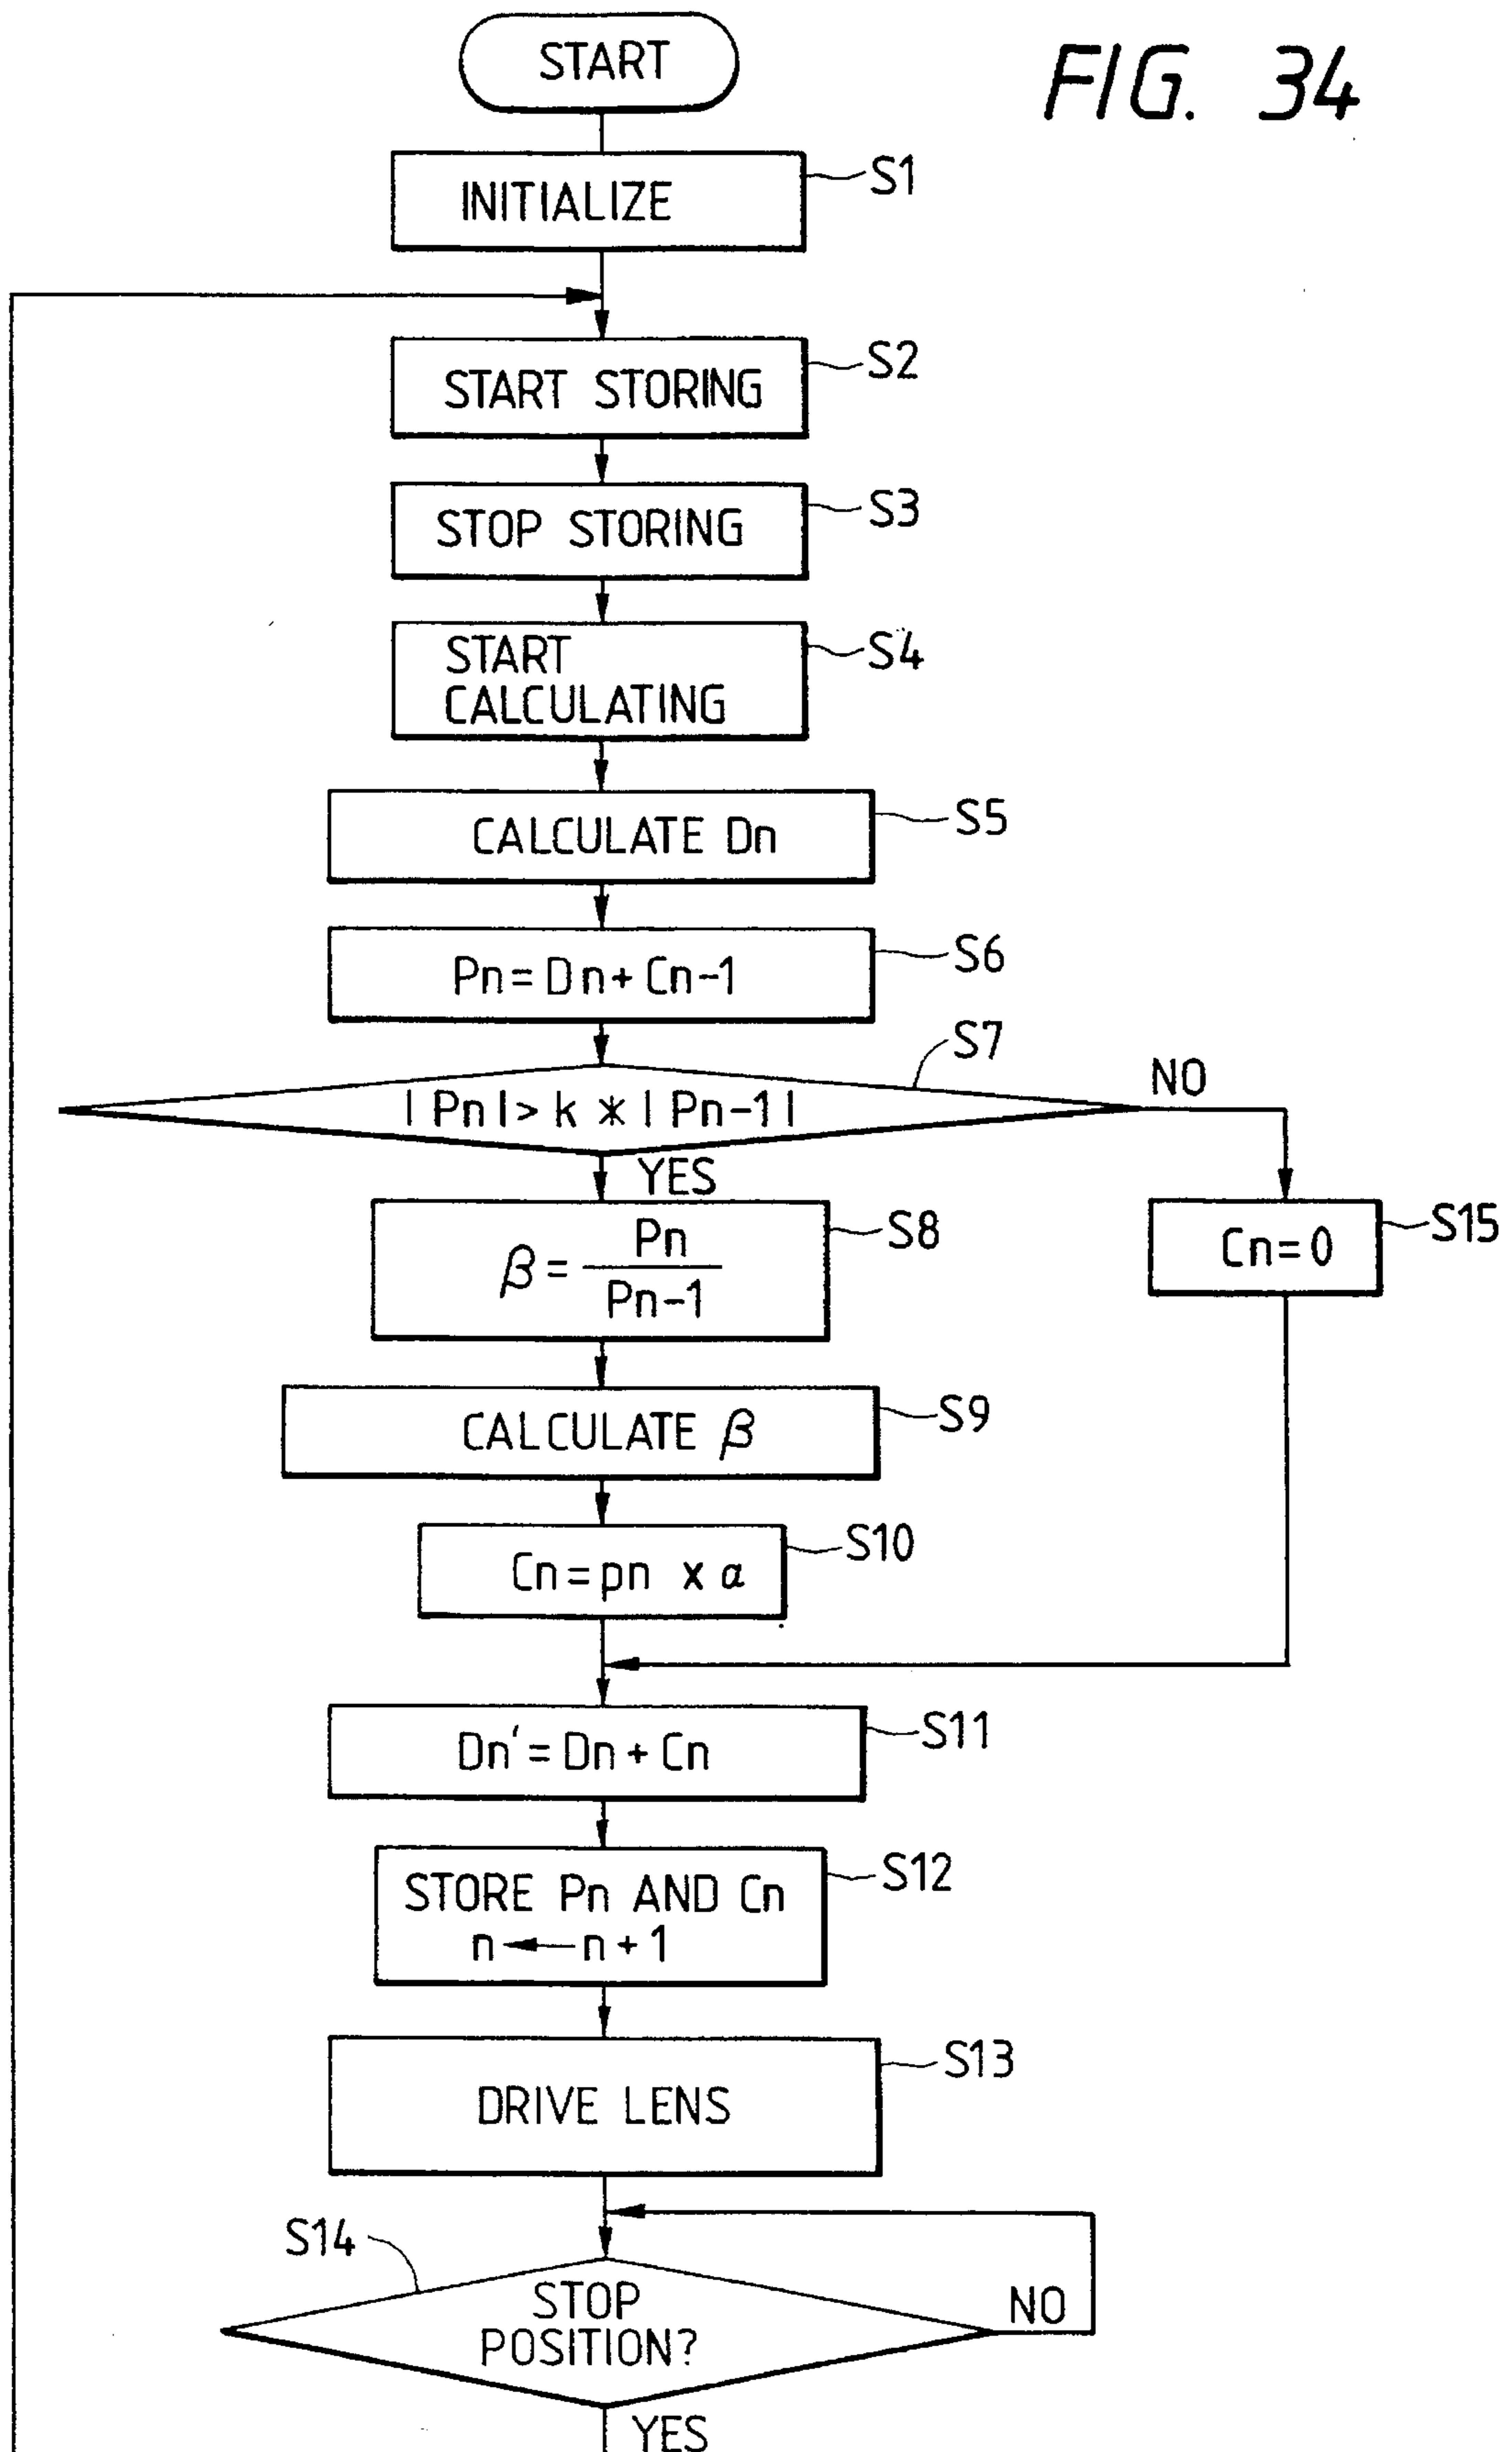 START
FIG. 34
INITIALIZE
S1
START STORING
S2
STOP STORING
S3
START
CALCULATING
S4
CALCULATE Dn
S5
Pn = Dn + Cn-1
S6
| Pn | > k * | Pn-1 |
S7
NO
YES
β = Pn
Pn-1
S8
Cn = 0
S15
CALCULATE β
S9
Cn = pn x α
S10
Dn' = Dn + Cn
S11
STORE Pn AND Cn
n ← n + 1
S12
DRIVE LENS
S13
S14
STOP
POSITION?
NO
YES